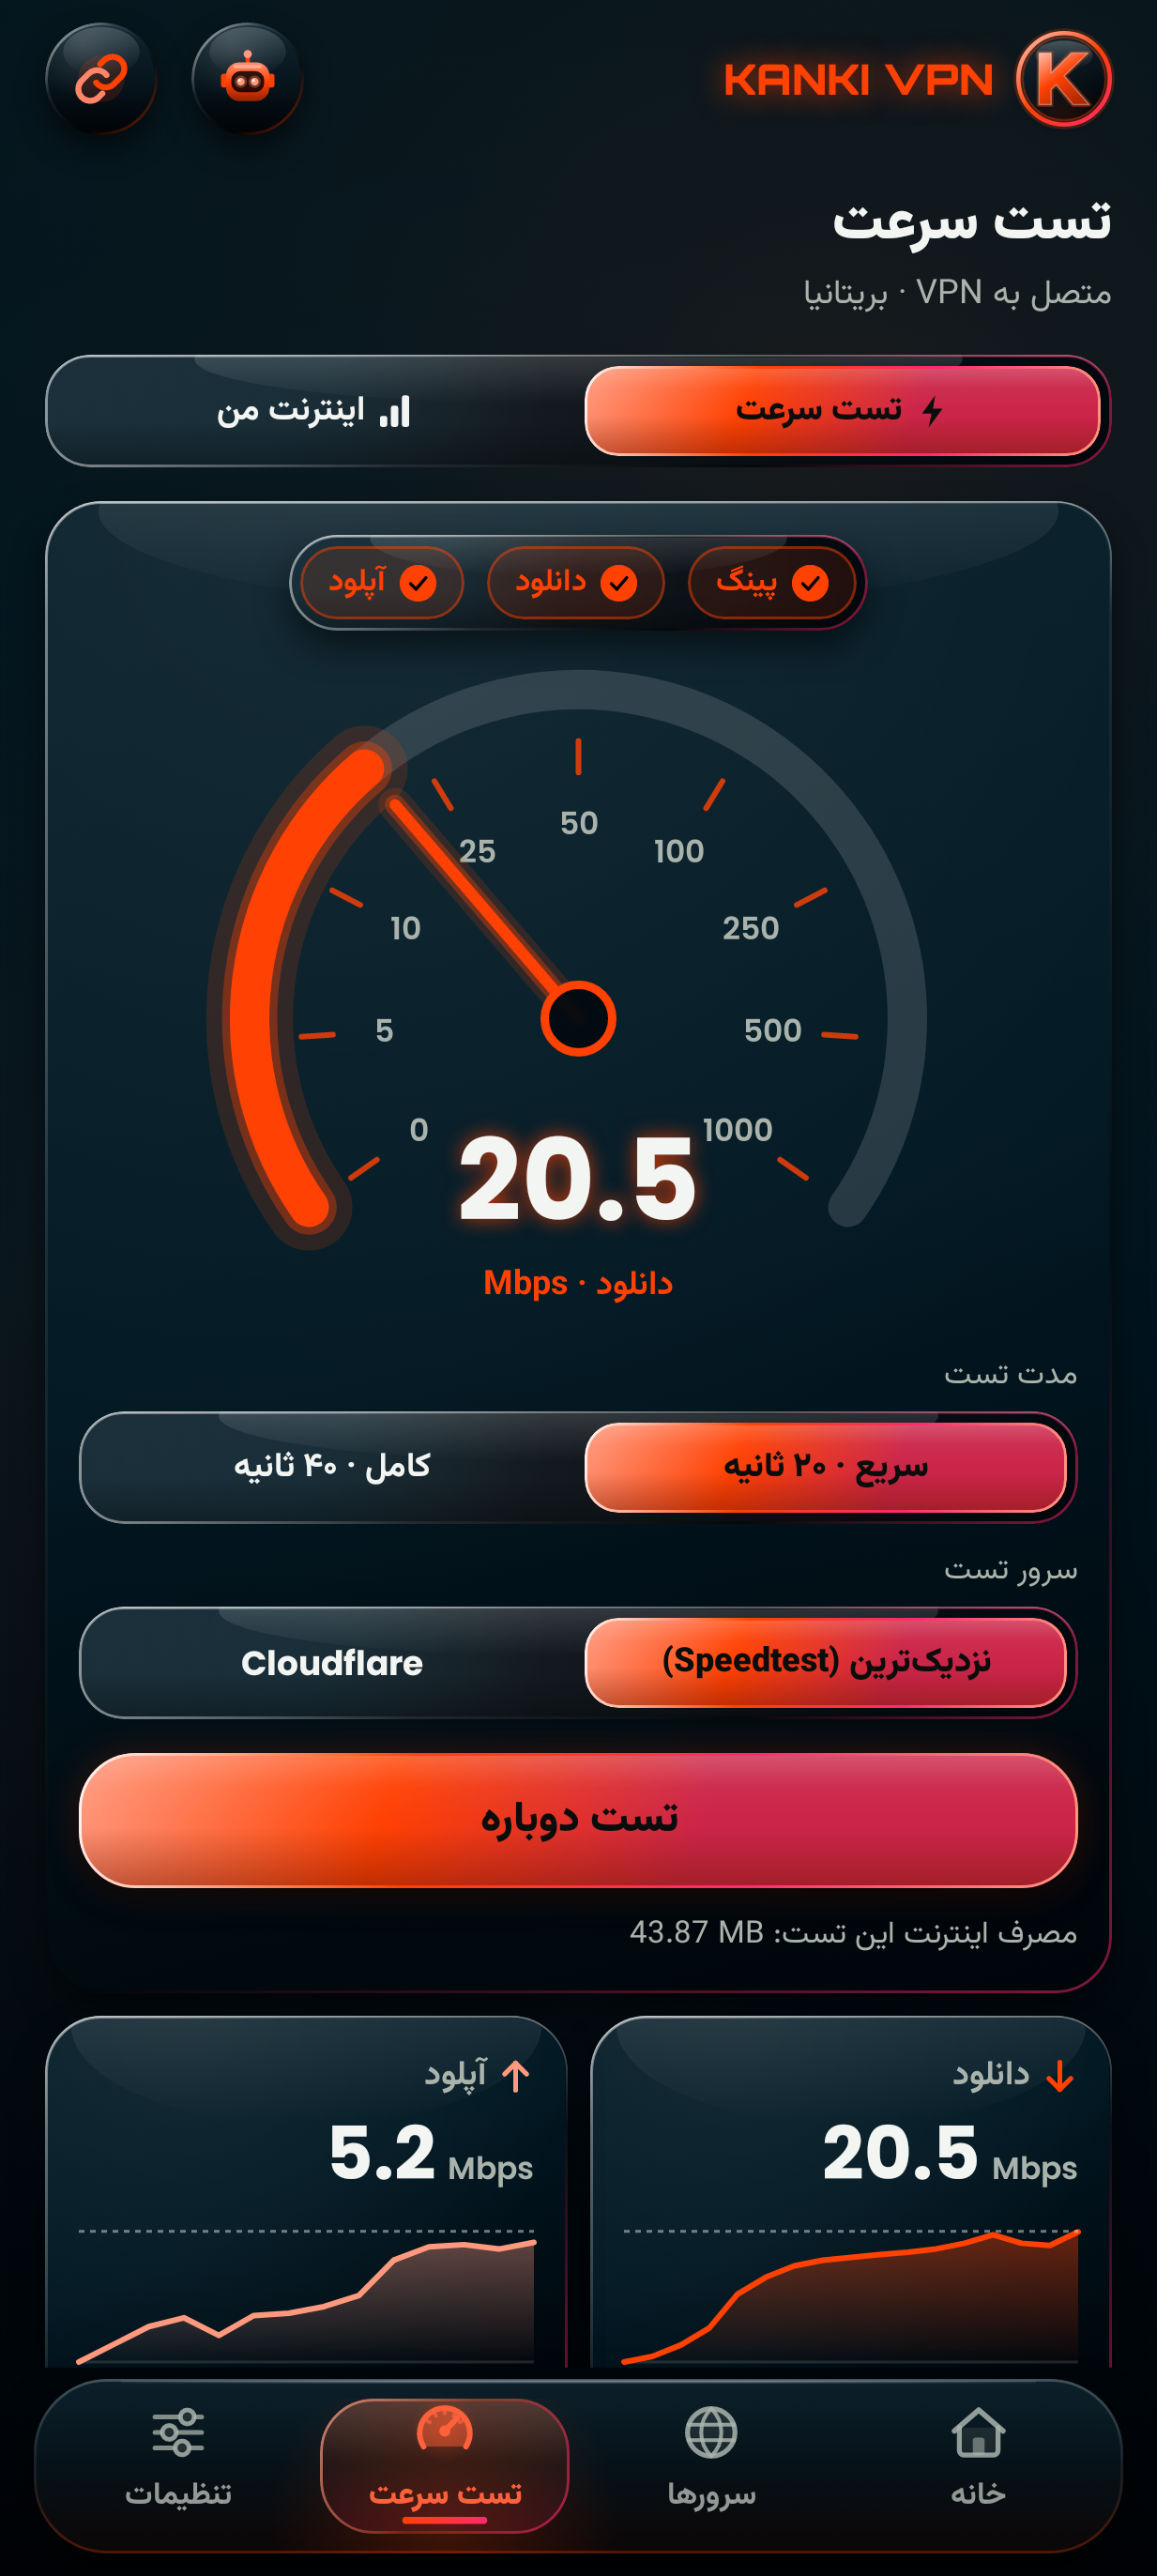 KANKI VPN
تست سرعت
متصل به VPN · بریتانیا
تست سرعت
اینترنت من
پینگ
دانلود
آپلود
0
5
10
25
50
100
250
500
1000
20.5
دانلود · Mbps
مدت تست
سریع · ۲۰ ثانیه
کامل · ۴۰ ثانیه
سرور تست
نزدیک‌ترین (Speedtest)
Cloudflare
تست دوباره
مصرف اینترنت این تست: 43.87 MB
دانلود
20.5 Mbps
آپلود
5.2 Mbps
خانه
سرورها
تست سرعت
تنظیمات